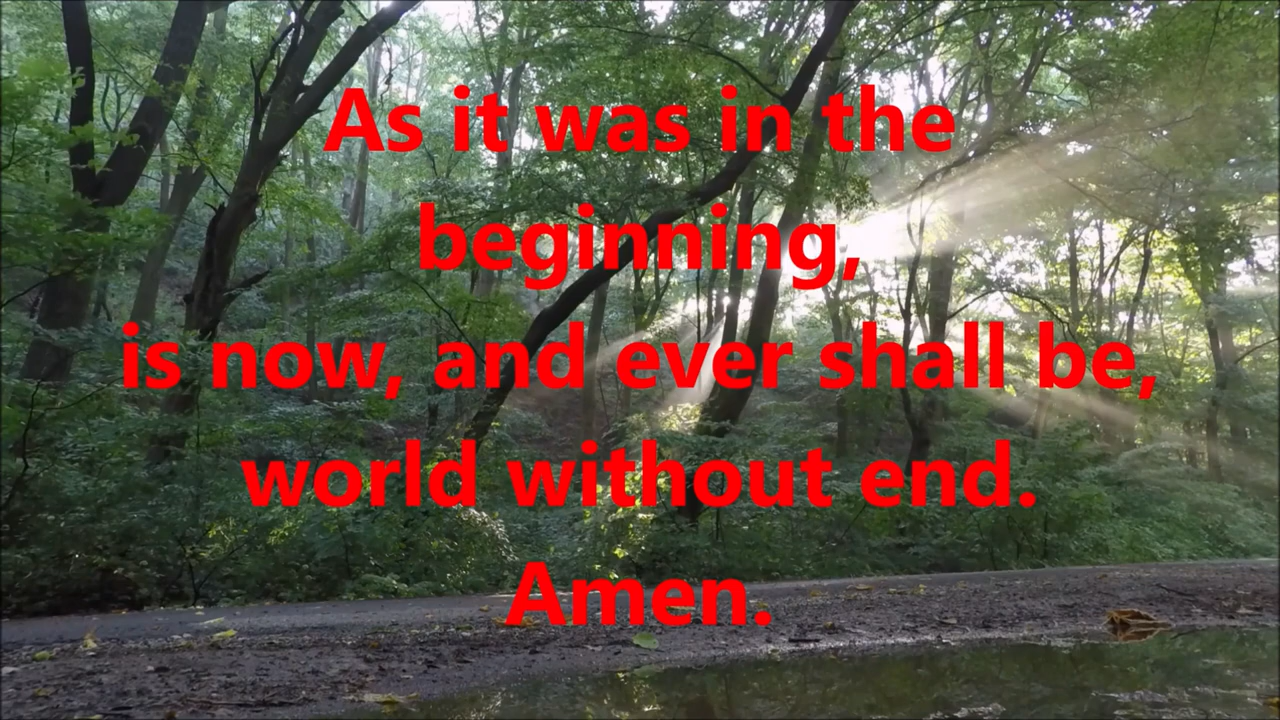 As it was in the
beginning,
is now, and ever shall be,
world without end.
Amen.